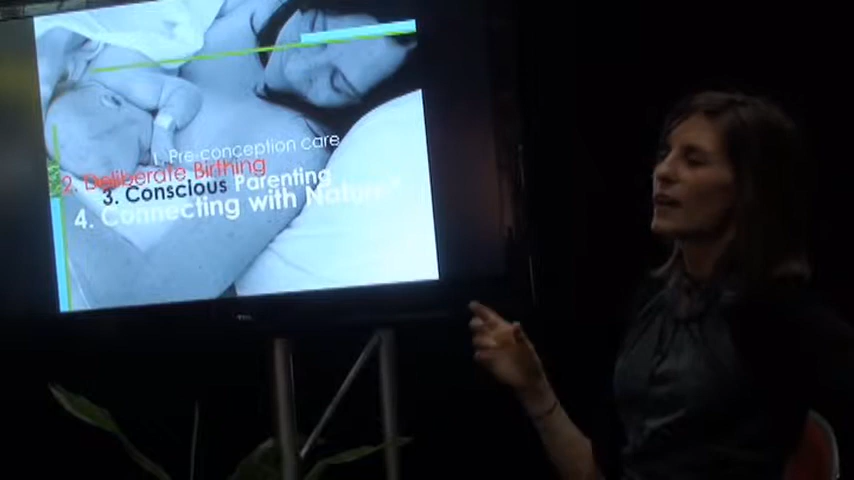 1. Pre-conception care
2. Deliberate Birthing
3. Conscious Parenting
4. Connecting with Nature